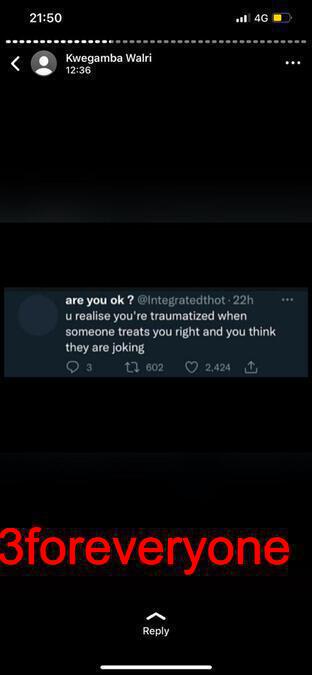 21:50
4G
Kwegamba Walri
12:36
are you ok ? @Integratedthot · 22h
u realise you're traumatized when
someone treats you right and you think
they are joking
3 602 2,424
3foreveryone
Reply